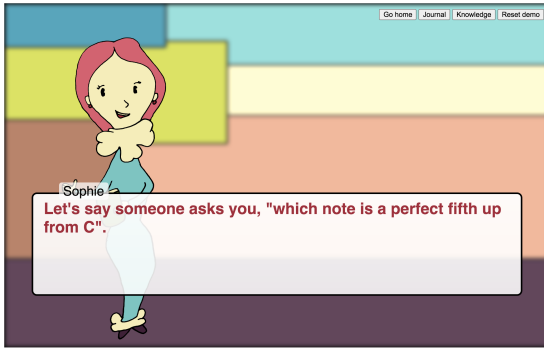 Go home Journal Knowledge Reset demo
Sophie
Let's say someone asks you, "which note is a perfect fifth up
from C".